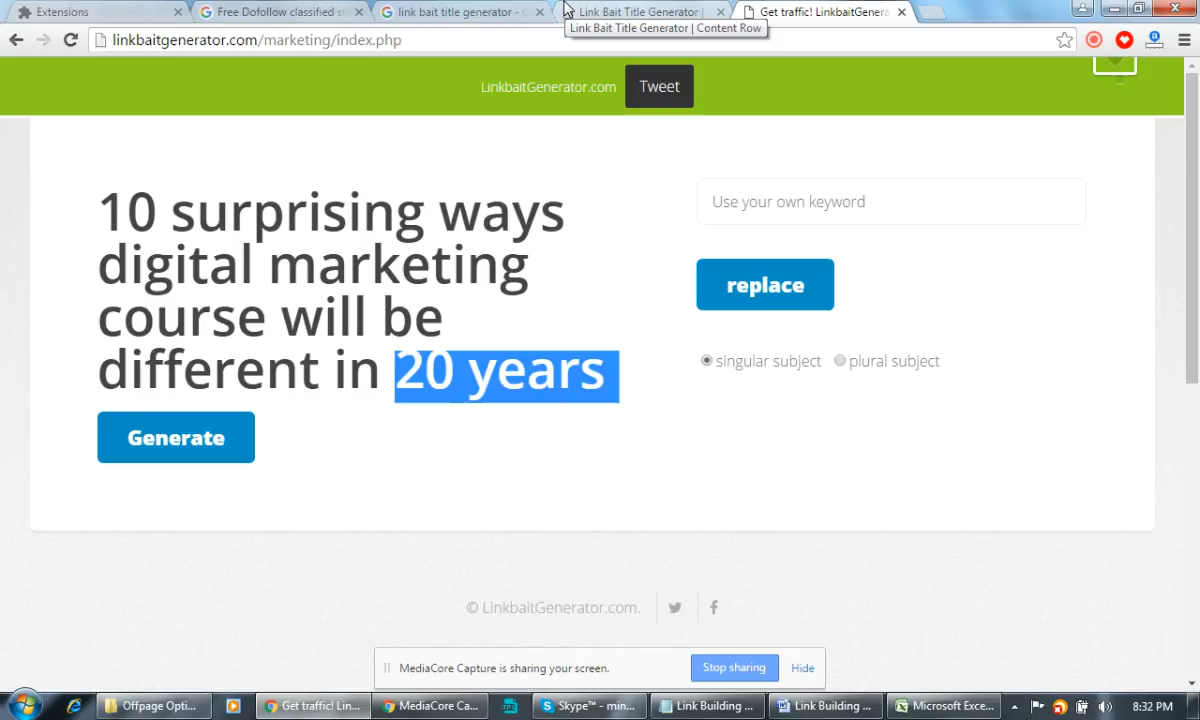 Extensions
Free Dofollow classified si
link bait title generator - 
Link Bait Title Generator |
Get traffic! LinkbaitGenera
linkbaitgenerator.com/marketing/index.php
Link Bait Title Generator | Content Row
LinkbaitGenerator.com
Tweet
10 surprising ways
digital marketing
course will be
different in 20 years
Generate
Use your own keyword
replace
singular subject
plural subject
© LinkbaitGenerator.com.
MediaCore Capture is sharing your screen.
Stop sharing
Hide
Offpage Opti...
Get traffic! Lin...
MediaCore Ca...
Skype™ - min...
Link Building ...
Link Building ...
Microsoft Exce...
8:32 PM